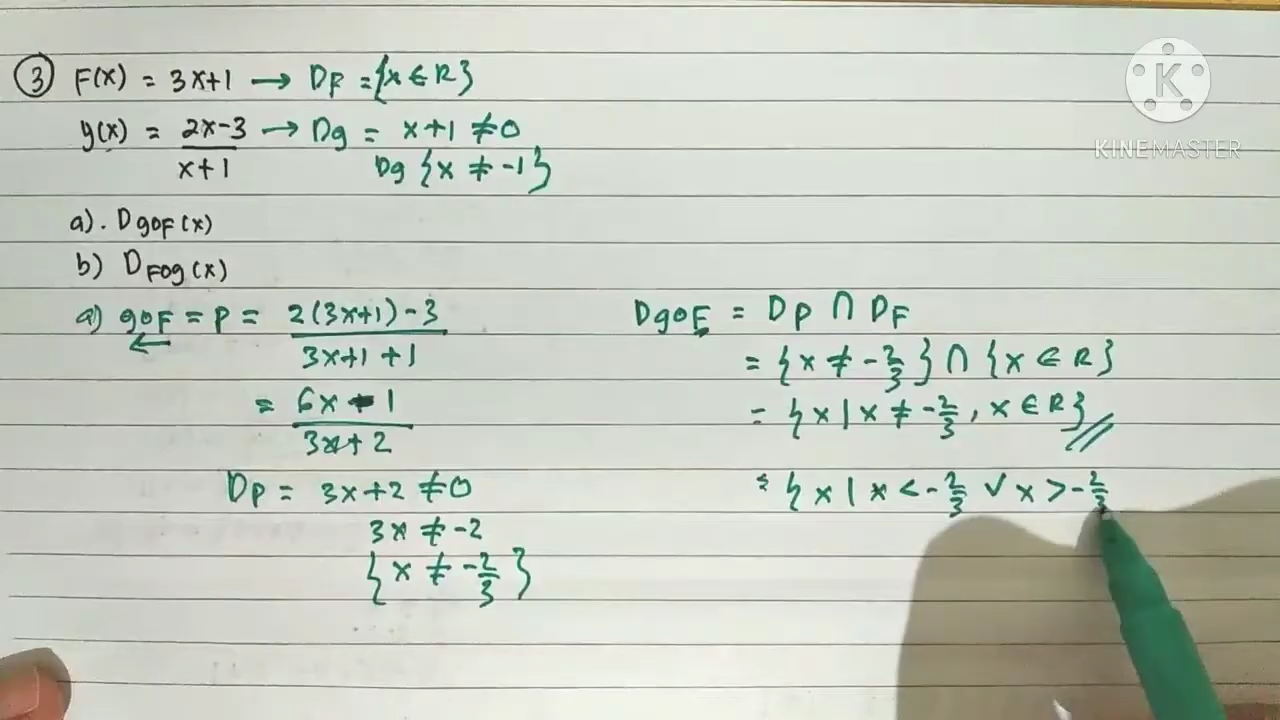 ③ F(x) = 3x+1 → DF = {x ∈ R}
g(x) = 2x-3 → Dg = x+1 ≠ 0
x+1 Dg {x ≠ -1}
a). DgoF(x)
b) DFog(x)
a) goF = P = 2(3x+1)-3
3x+1 +1
= 6x - 1
3x+2
Dp = 3x+2 ≠ 0
3x ≠ -2
{x ≠ -2/3}
DgoF = Dp ∩ DF
= {x ≠ -2/3} ∩ {x ∈ R}
= {x | x ≠ -2/3, x ∈ R}
= {x | x < -2/3 ∨ x > -2/3
K
KINEMASTER